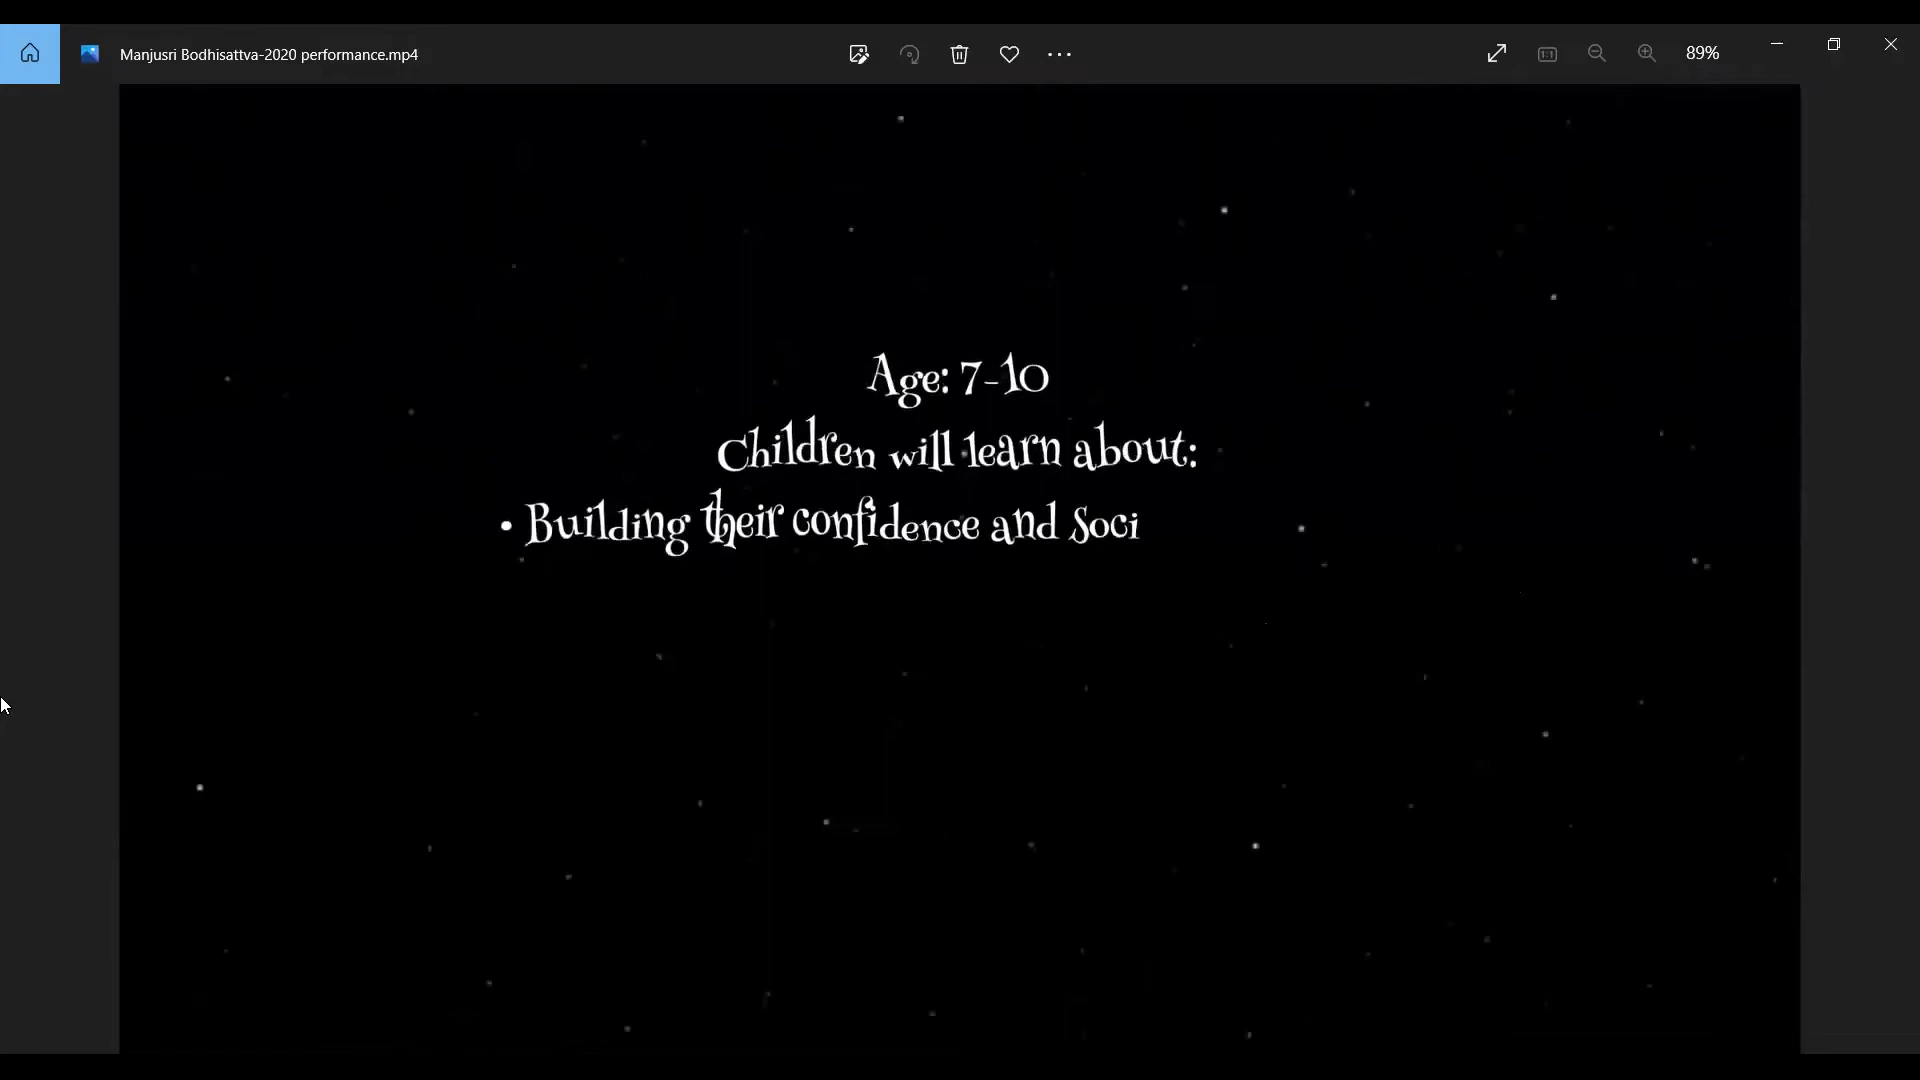 Manjusri Bodhisattva-2020 performance.mp4
89%
Age: 7-10
Children will learn about:
• Building their confidence and Soci